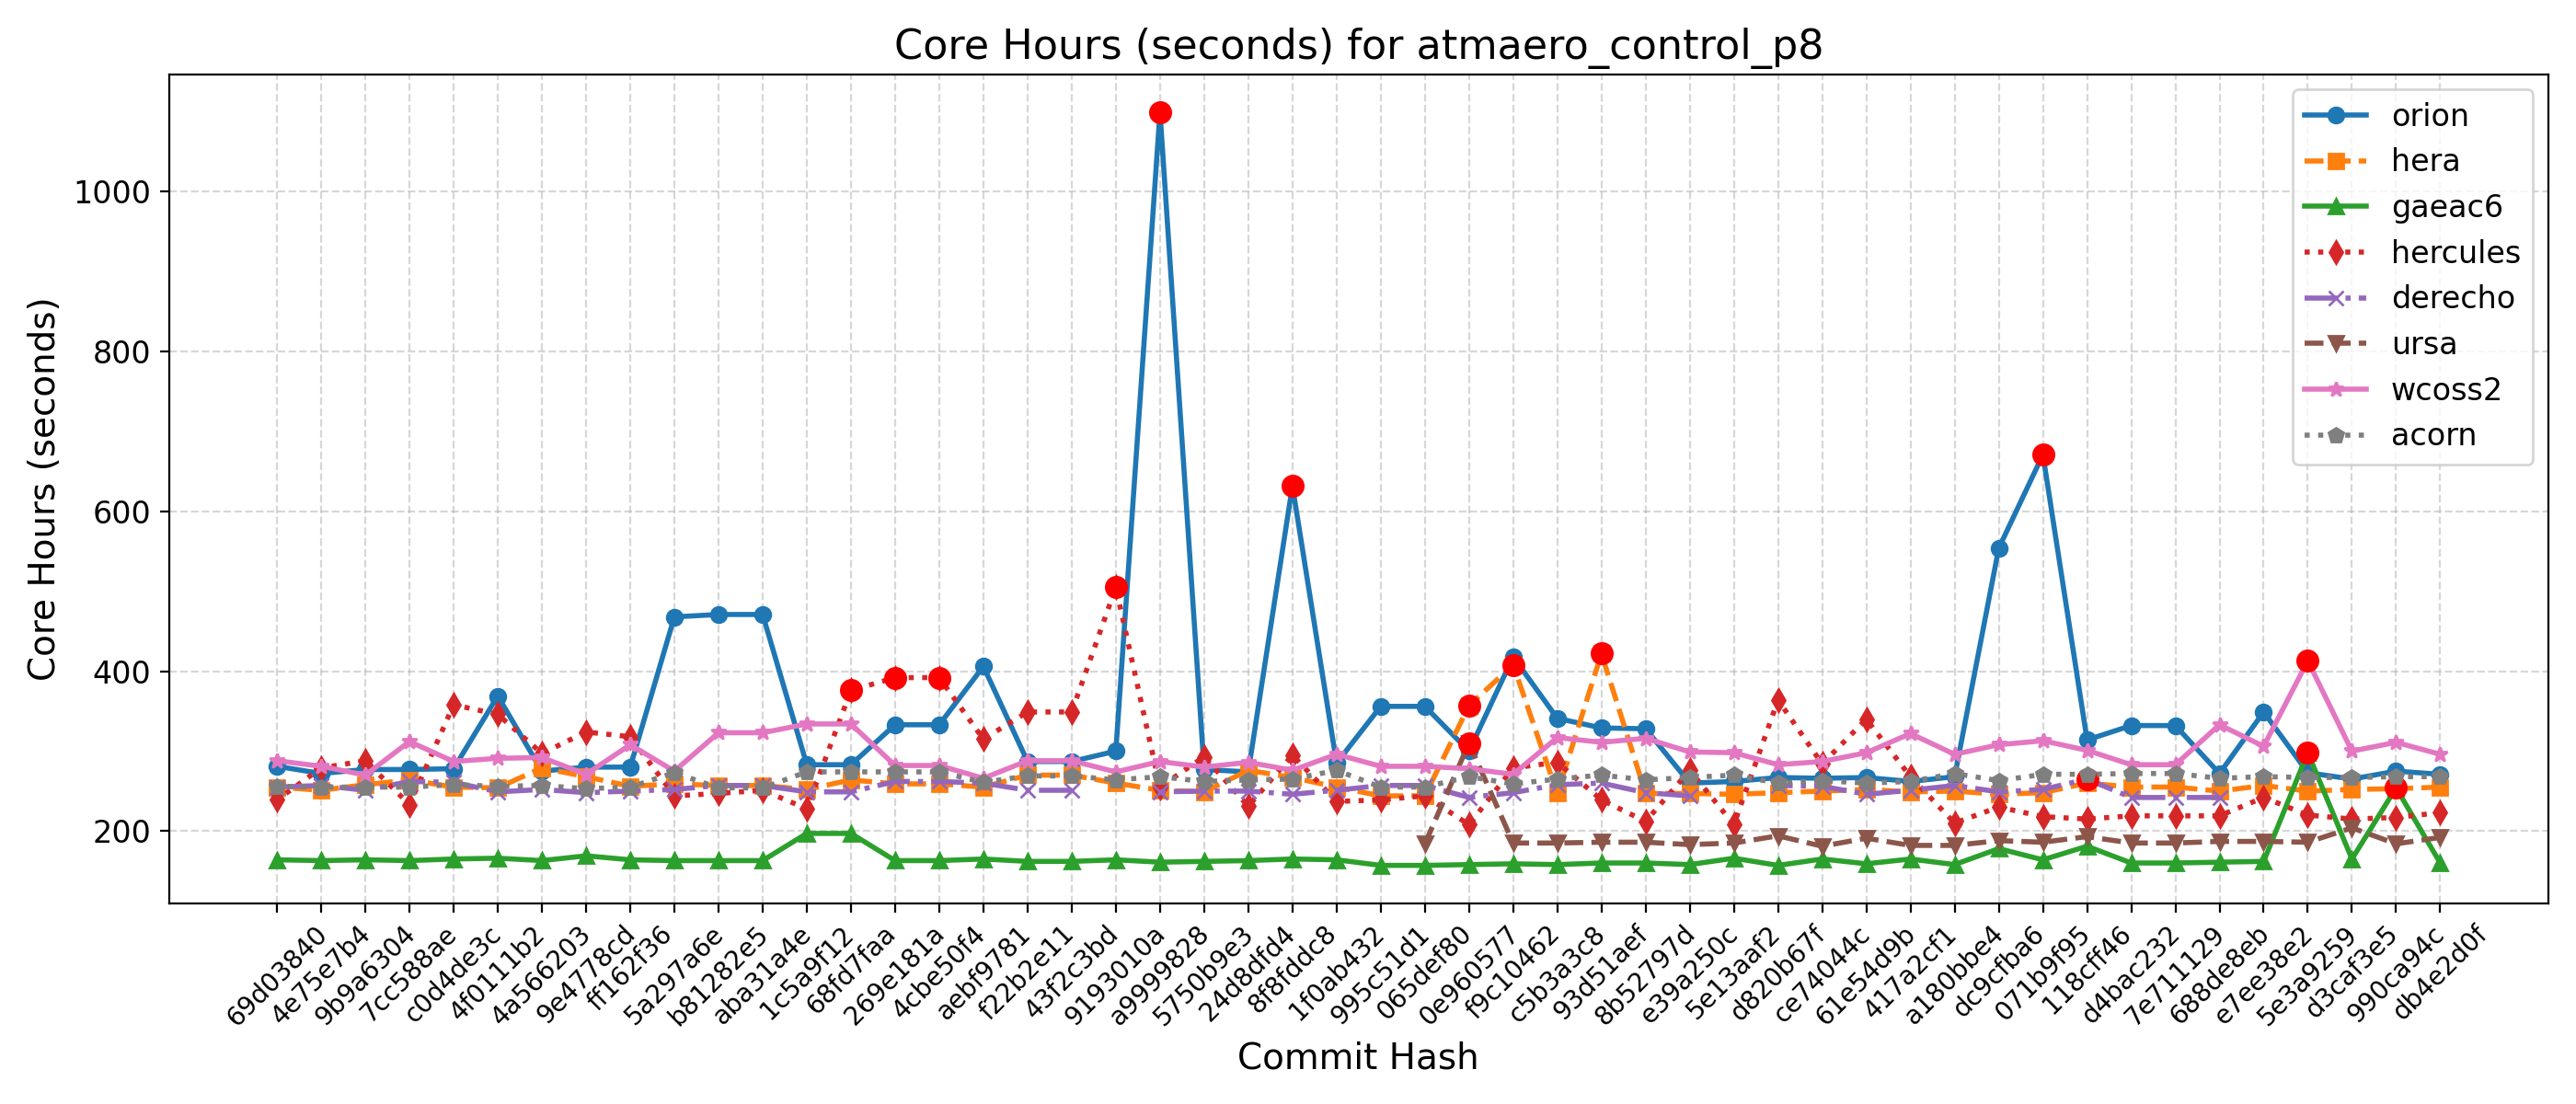 Core Hours (seconds) for atmaero_control_p8
Core Hours (seconds)
1000
800
600
400
200
orion
hera
gaeac6
hercules
derecho
ursa
wcoss2
acorn
69d03840
4e75e7b4
9b9a6304
7cc588ae
c0d4de3c
4f0111b2
4a566203
9e4778cd
ff162f36
5a297a6e
b81282e5
aba31a4e
1c5a9f12
68fd7faa
269e181a
4cbe50f4
aebf9781
f22b2e11
43f2c3bd
9193010a
a9999828
5750b9e3
24d8dfd4
8f8fddc8
1f0ab432
995c51d1
065def80
0e960577
f9c10462
c5b3a3c8
93d51aef
8b52797d
e39a250c
5e13aaf2
d820b67f
ce74044c
61e54d9b
417a2cf1
a180bbe4
dc9cfba6
071b9f95
118cff46
d4bac232
7e711129
688de8eb
e7ee38e2
5e3a9259
d3caf3e5
990ca94c
db4e2d0f
Commit Hash